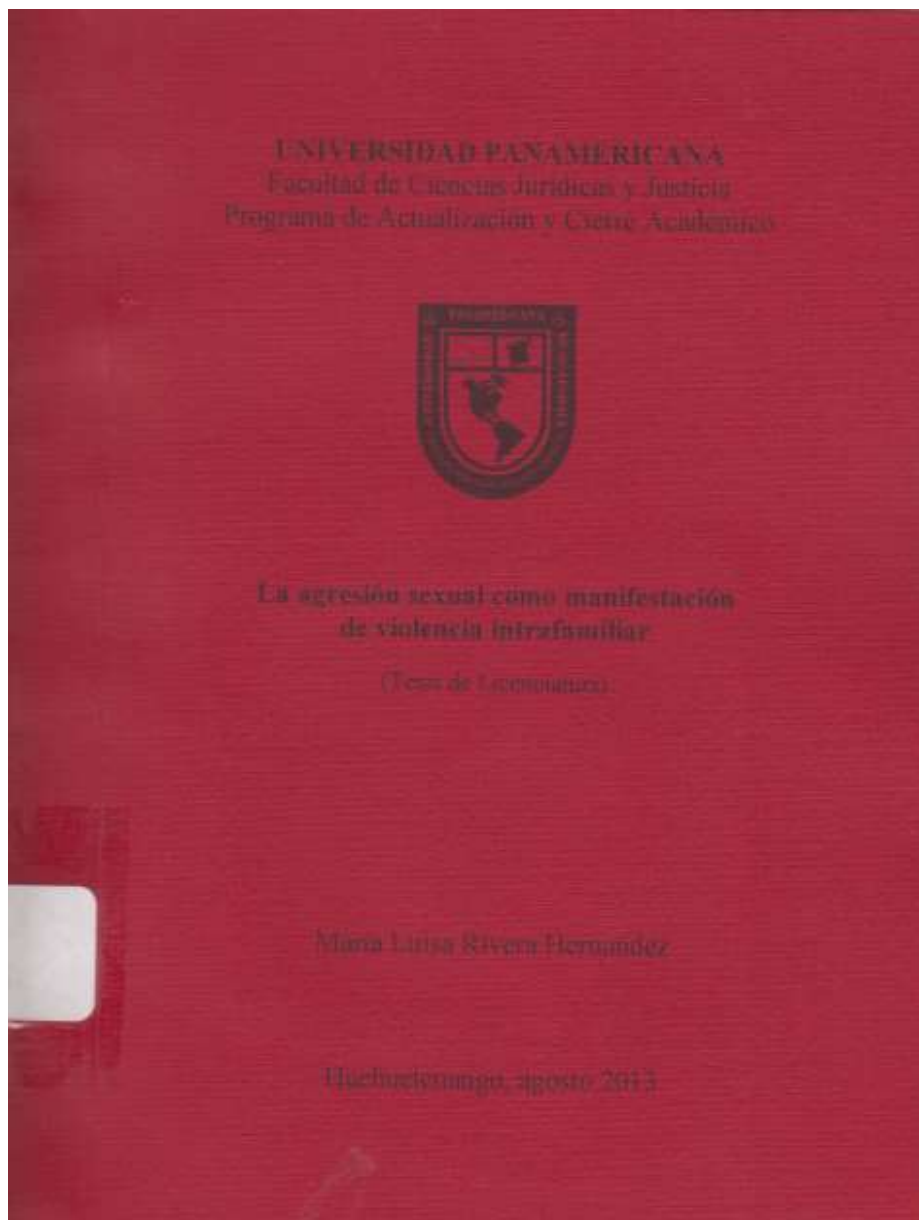 UNIVERSIDAD PANAMERICANA
Facultad de Ciencias Jurídicas y Justicia
Programa de Actualización y Cierre Académico
La agresión sexual como manifestación
de violencia intrafamiliar
(Tesis de Licenciatura)
María Luisa Rivera Hernández
Huehuetenango, agosto 2013